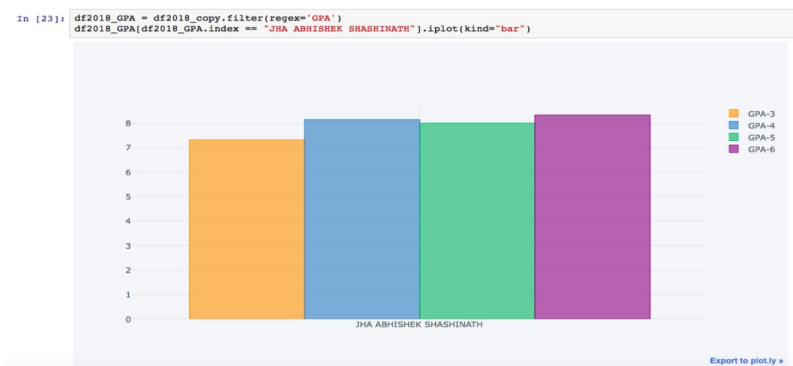 In [23]: df2018_GPA = df2018_copy.filter(regex='GPA')
df2018_GPA[df2018_GPA.index == "JHA ABHISHEK SHASHINATH"].iplot(kind="bar")
GPA-3
GPA-4
GPA-5
GPA-6
8
7
6
5
4
3
2
1
0
JHA ABHISHEK SHASHINATH
Export to plot.ly »